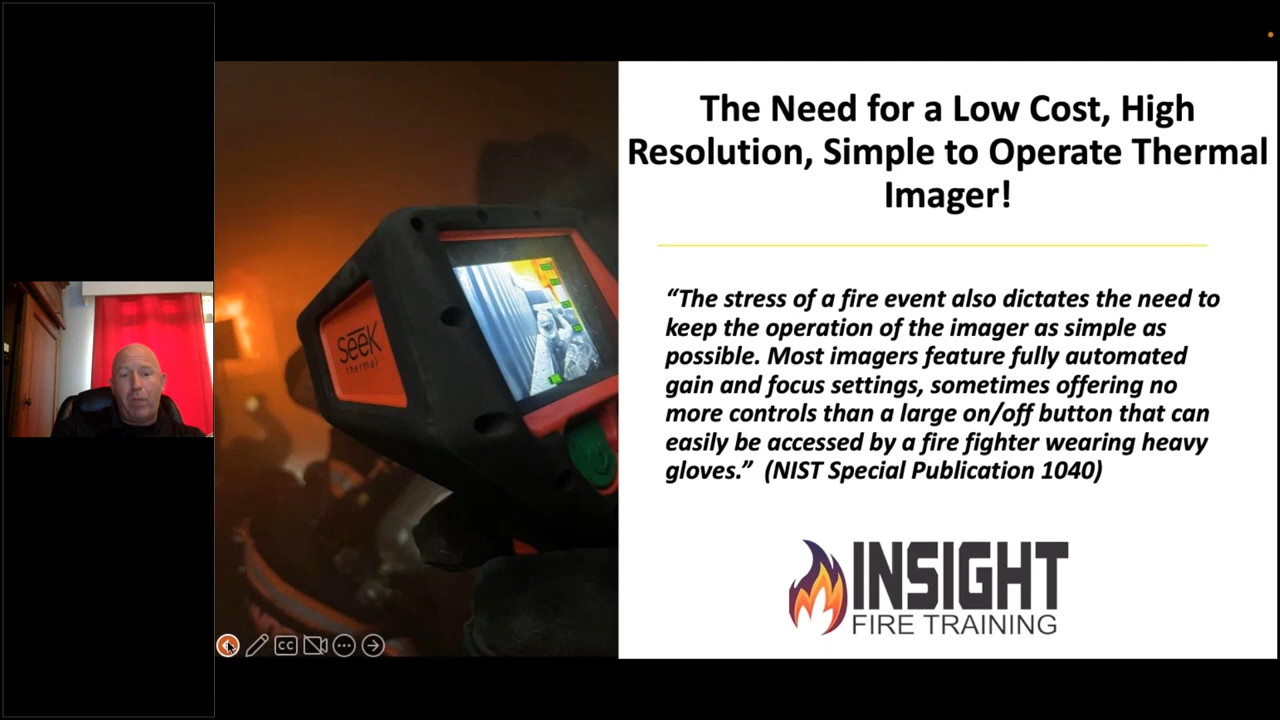 The Need for a Low Cost, High
Resolution, Simple to Operate Thermal
Imager!
“The stress of a fire event also dictates the need to
keep the operation of the imager as simple as
possible. Most imagers feature fully automated
gain and focus settings, sometimes offering no
more controls than a large on/off button that can
easily be accessed by a fire fighter wearing heavy
gloves.”  (NIST Special Publication 1040)
INSIGHT
FIRE TRAINING
seek
thermal
CC